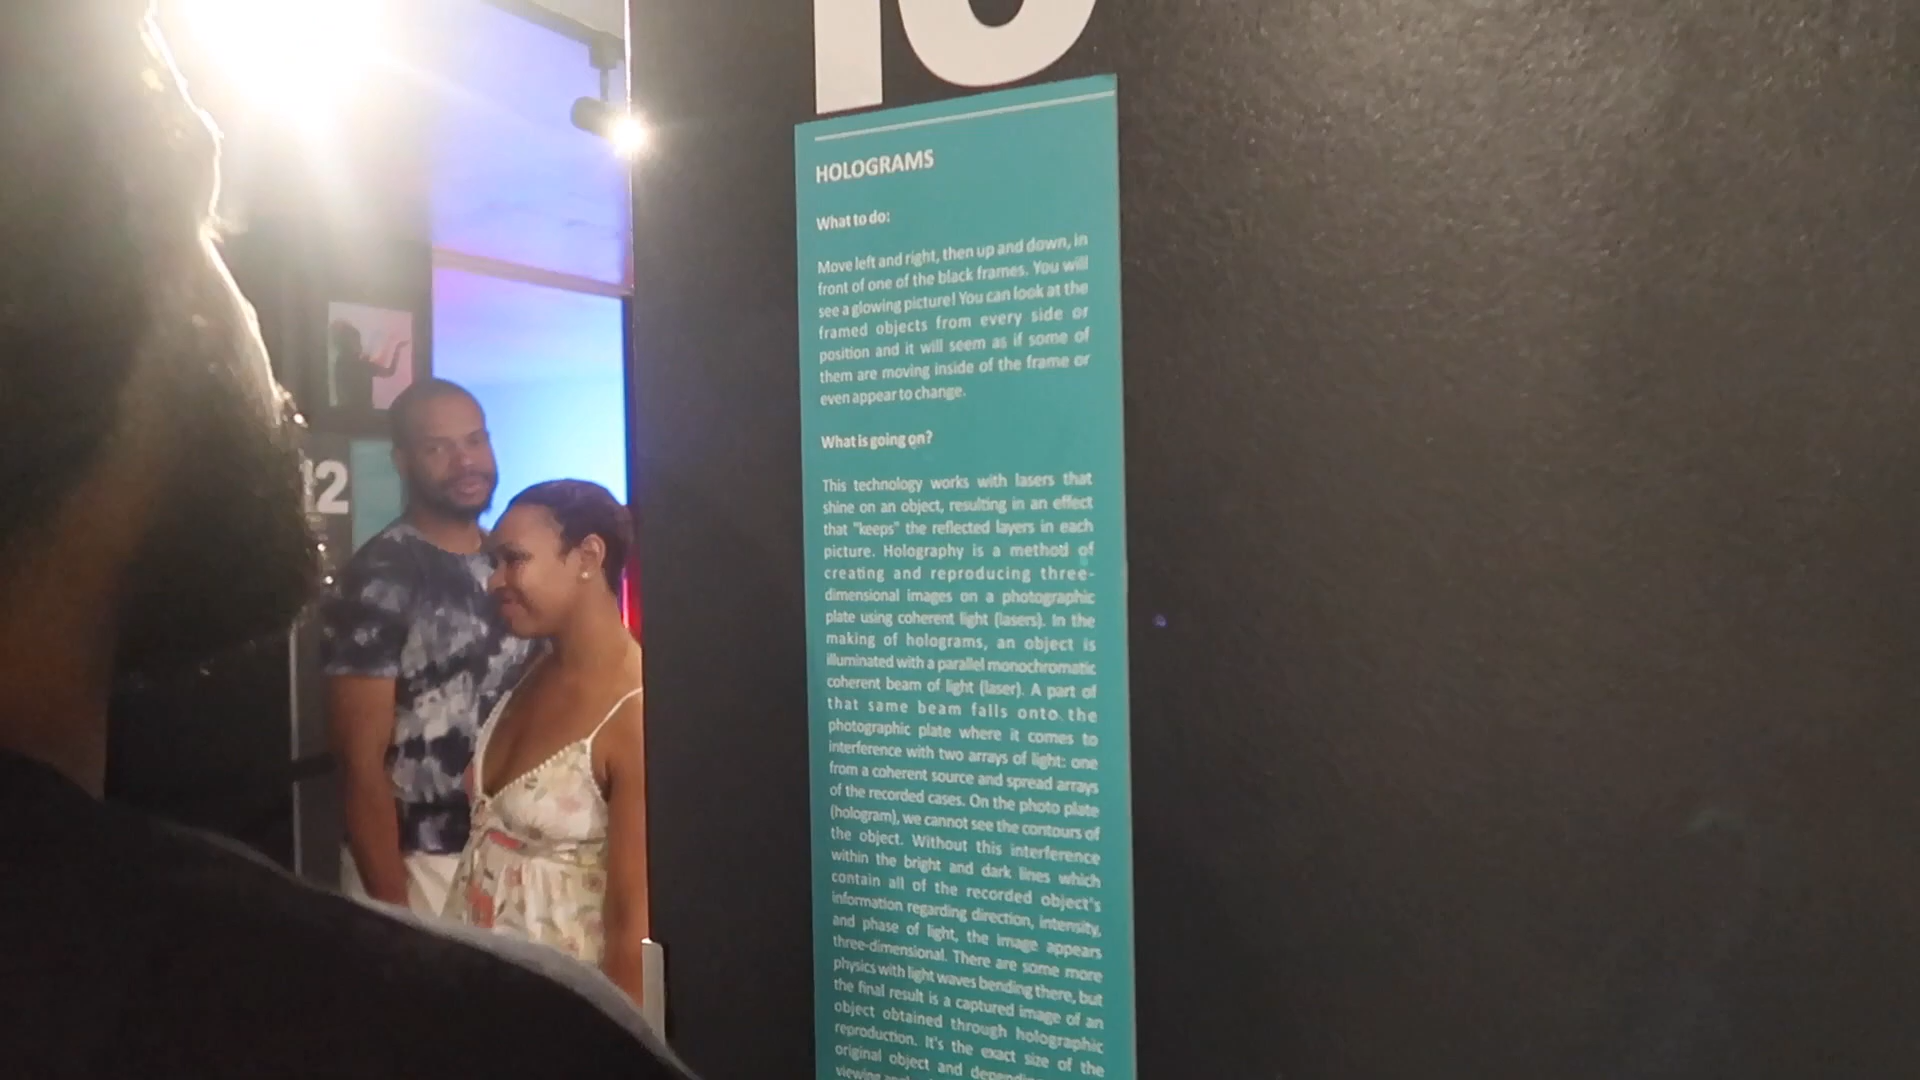 HOLOGRAMS
What to do:
Move left and right, then up and down, in
front of one of the black frames. You will
see a glowing picture! You can look at the
framed objects from every side or
position and it will seem as if some of
them are moving inside of the frame or
even appear to change.
What is going on?
This technology works with lasers that
shine on an object, resulting in an effect
that "keeps" the reflected layers in each
picture. Holography is a method of
creating and reproducing three-
dimensional images on a photographic
plate using coherent light (lasers). In the
making of holograms, an object is
illuminated with a parallel monochromatic
coherent beam of light (laser). A part of
that same beam falls onto the
photographic plate where it comes to
interference with two arrays of light: one
from a coherent source and spread arrays
of the recorded cases. On the photo plate
(hologram), we cannot see the contours of
the object. Without this interference
within the bright and dark lines which
contain all of the recorded object's
information regarding direction, intensity,
and phase of light, the image appears
three-dimensional. There are some more
physics with light waves bending there, but
the final result is a captured image of an
object obtained through holographic
reproduction. It's the exact size of the
original object and depending
viewing
12